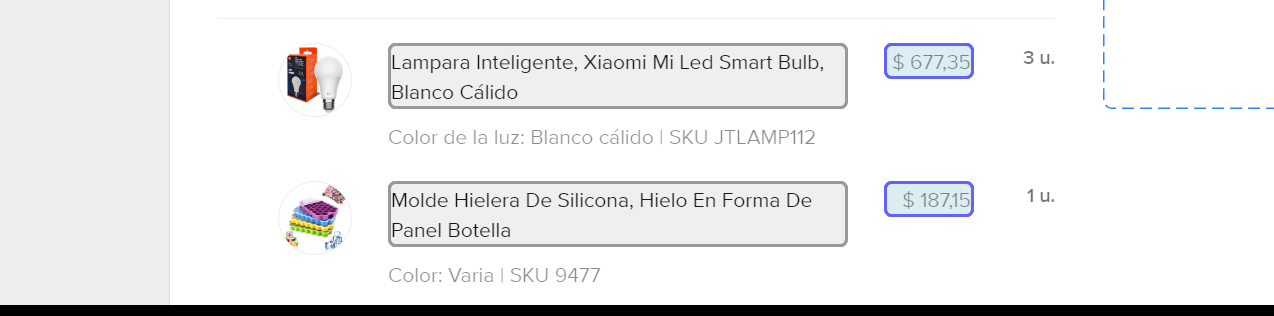 Lampara Inteligente, Xiaomi Mi Led Smart Bulb,
Blanco Cálido
$ 677,35
3 u.
Color de la luz: Blanco cálido | SKU JTLAMP112
Molde Hielera De Silicona, Hielo En Forma De
Panel Botella
$ 187,15
1 u.
Color: Varia | SKU 9477